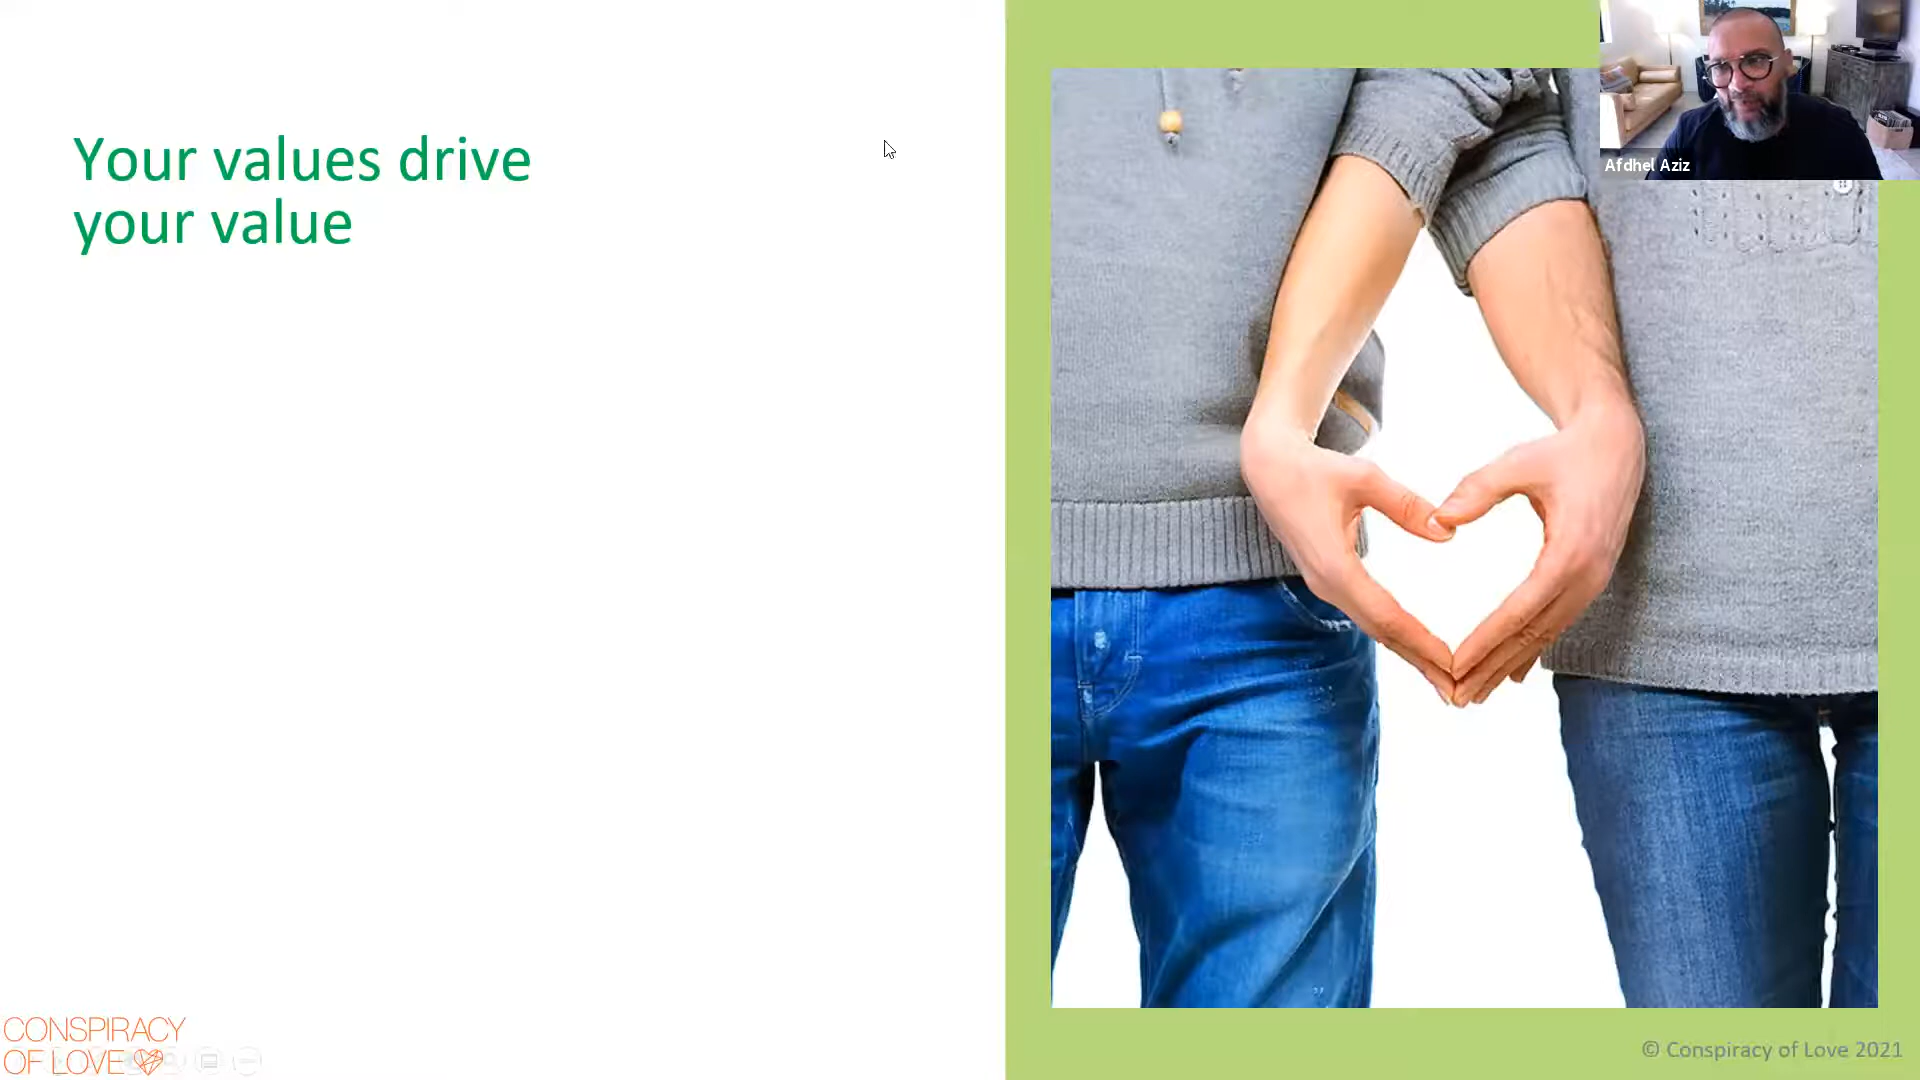 Your values drive
your value
Afdhel Aziz
CONSPIRACY
OF LOVE
© Conspiracy of Love 2021